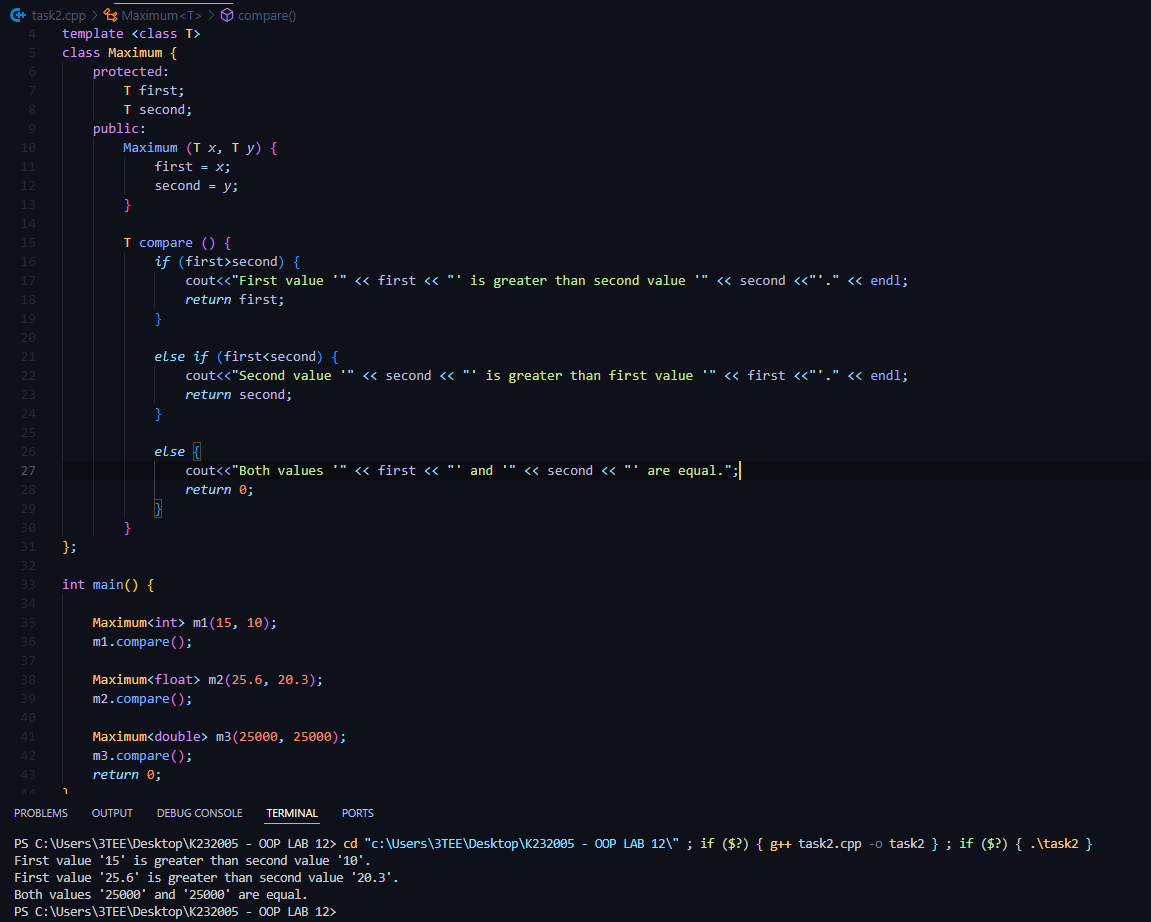 task2.cpp > Maximum<T> > compare()
4 template <class T>
5 class Maximum {
6     protected:
7         T first;
8         T second;
9     public:
10         Maximum (T x, T y) {
11             first = x;
12             second = y;
13         }
14
15         T compare () {
16             if (first>second) {
17                 cout<<"First value '" << first << "' is greater than second value '" << second <<"'." << endl;
18                 return first;
19             }
20
21             else if (first<second) {
22                 cout<<"Second value '" << second << "' is greater than first value '" << first <<"'." << endl;
23                 return second;
24             }
25
26             else {
27                 cout<<"Both values '" << first << "' and '" << second << "' are equal.";
28                 return 0;
29             }
30         }
31 };
32
33 int main() {
34
35     Maximum<int> m1(15, 10);
36     m1.compare();
37
38     Maximum<float> m2(25.6, 20.3);
39     m2.compare();
40
41     Maximum<double> m3(25000, 25000);
42     m3.compare();
43     return 0;
44 }
PROBLEMS OUTPUT DEBUG CONSOLE TERMINAL PORTS
PS C:\Users\3TEE\Desktop\K232005 - OOP LAB 12> cd "c:\Users\3TEE\Desktop\K232005 - OOP LAB 12\" ; if ($?) { g++ task2.cpp -o task2 } ; if ($?) { .\task2 }
First value '15' is greater than second value '10'.
First value '25.6' is greater than second value '20.3'.
Both values '25000' and '25000' are equal.
PS C:\Users\3TEE\Desktop\K232005 - OOP LAB 12>